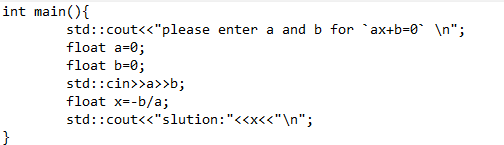 int main(){
std::cout<<"please enter a and b for `ax+b=0` \n";
float a=0;
float b=0;
std::cin>>a>>b;
float x=-b/a;
std::cout<<"slution:"<<x<<"\n";
}